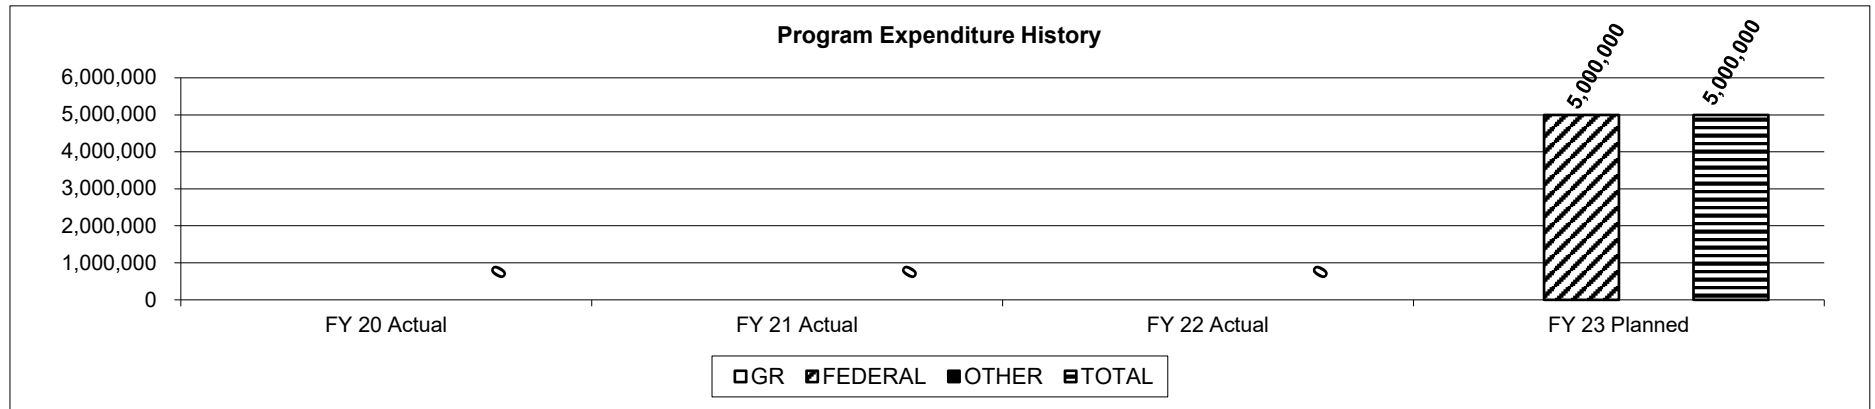 Program Expenditure History
5,000,000 5,000,000
6,000,000
5,000,000
4,000,000
3,000,000
2,000,000
1,000,000
0 0 0
0
FY 20 Actual FY 21 Actual FY 22 Actual FY 23 Planned
GR FEDERAL OTHER TOTAL